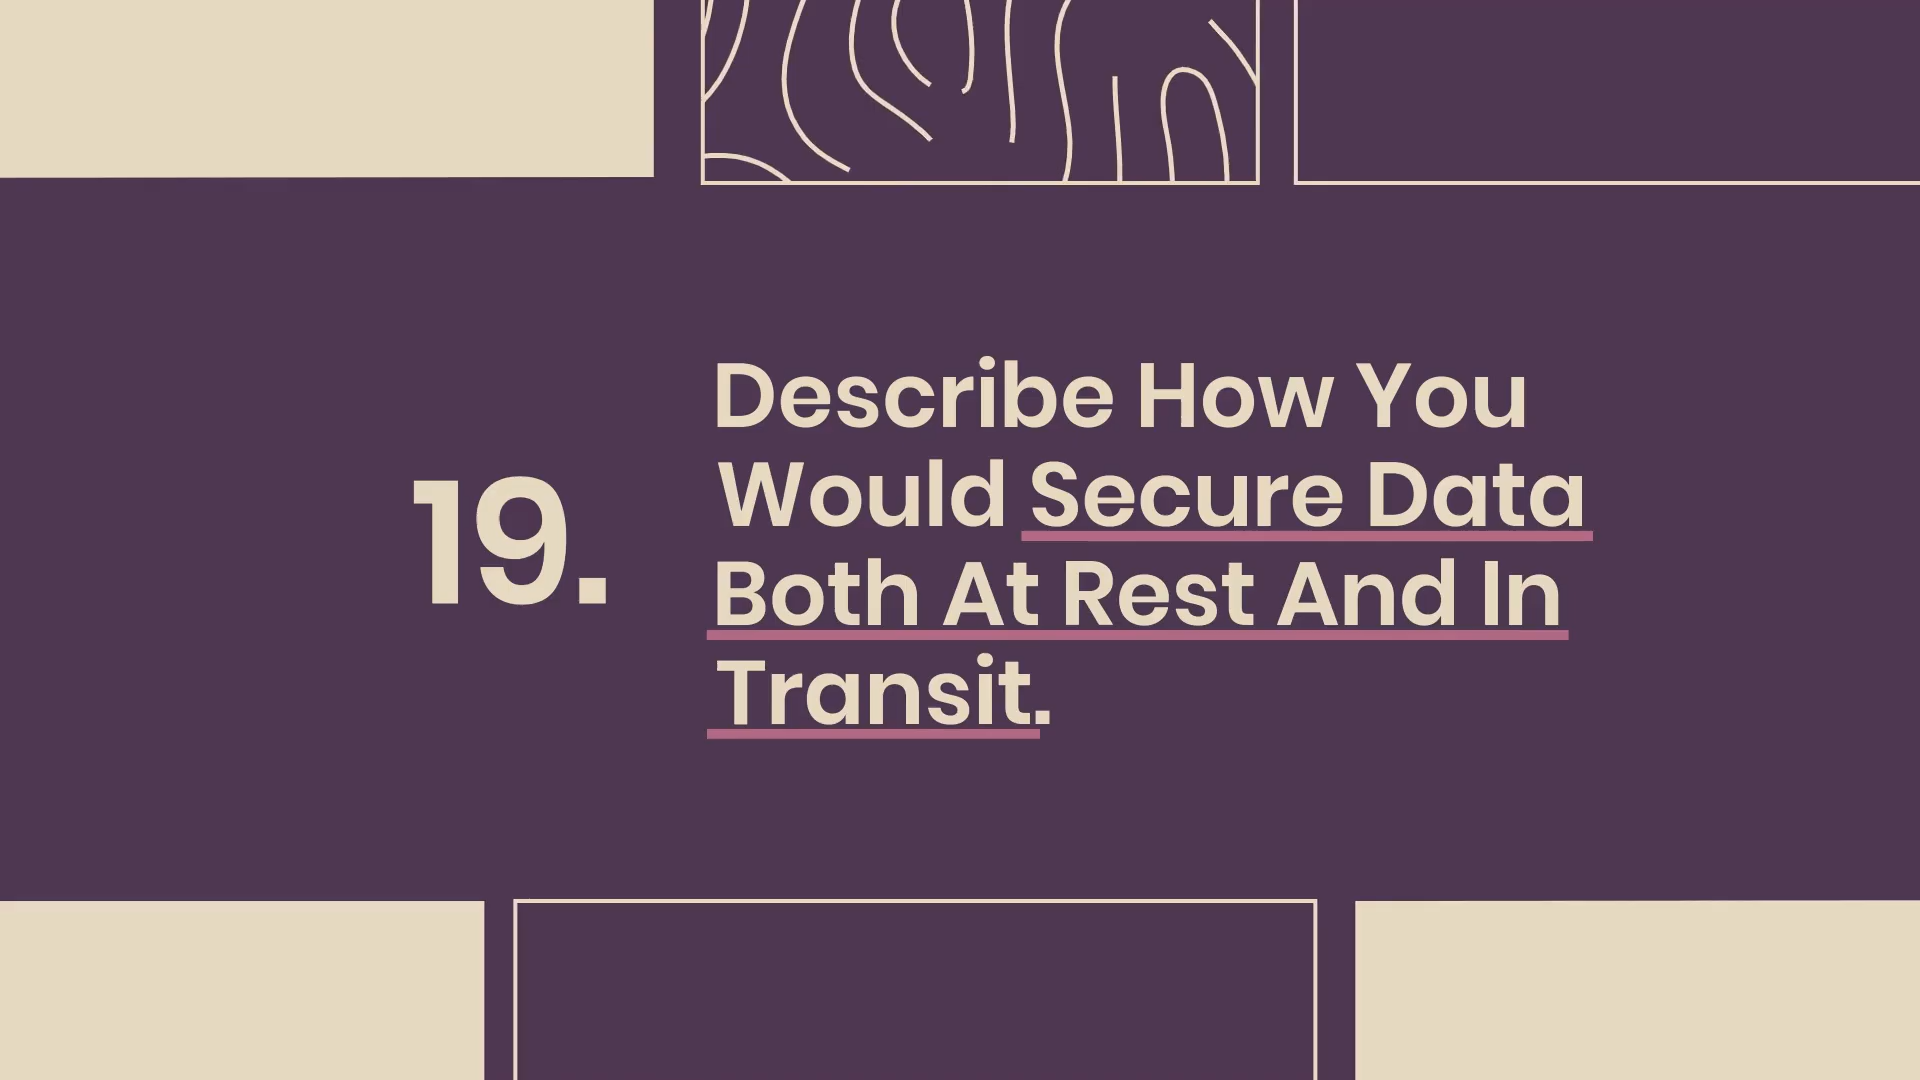 19.
Describe How You
Would Secure Data
Both At Rest And In
Transit.